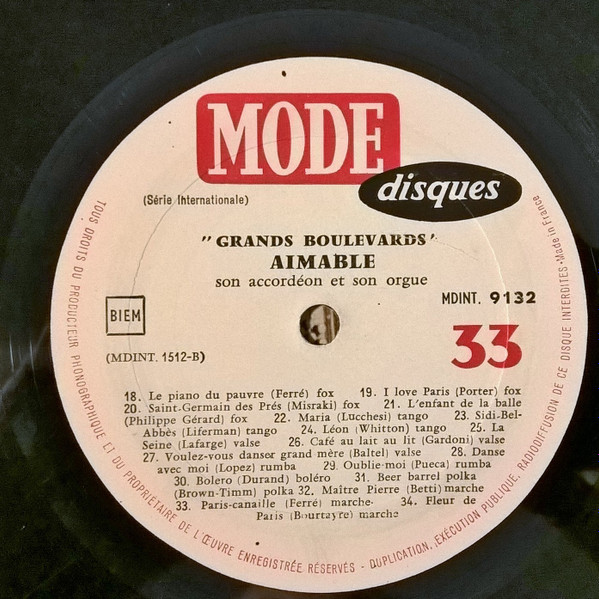 MODE
disques
(Série Internationale)
"GRANDS BOULEVARDS"
AIMABLE
son accordéon et son orgue
MDINT. 9132
BIEM
33
(MDINT. 1512-B)
18. Le piano du pauvre (Ferré) fox 19. I love Paris (Porter) fox
20. Saint-Germain des Prés (Misraki) fox 21. L'enfant de la balle
(Philippe Gérard) fox 22. Maria (Lucchesi) tango 23. Sidi-Bel-
Abbès (Liferman) tango 24. Léon (Whitton) tango 25. La
Seine (Lafarge) valse 26. Café au lait au lit (Gardoni) valse
27. Voulez-vous danser grand mère (Baltel) valse 28. Danse
avec moi (Lopez) rumba 29. Oublie-moi (Pueca) rumba
30. Bolero (Durand) boléro 31. Beer barrel polka
(Brown-Timm) polka 32. Maître Pierre (Betti) marche
33. Paris-canaille (Ferré) marche 34. Fleur de
Paris (Bourtayre) marche
TOUS DROITS DU PRODUCTEUR PHONOGRAPHIQUE ET DU PROPRIETAIRE DE L'ŒUVRE ENREGISTRÉE RÉSERVÉS - DUPLICATION, EXÉCUTION PUBLIQUE, RADIODIFFUSION DE CE DISQUE INTERDITES • Made in France